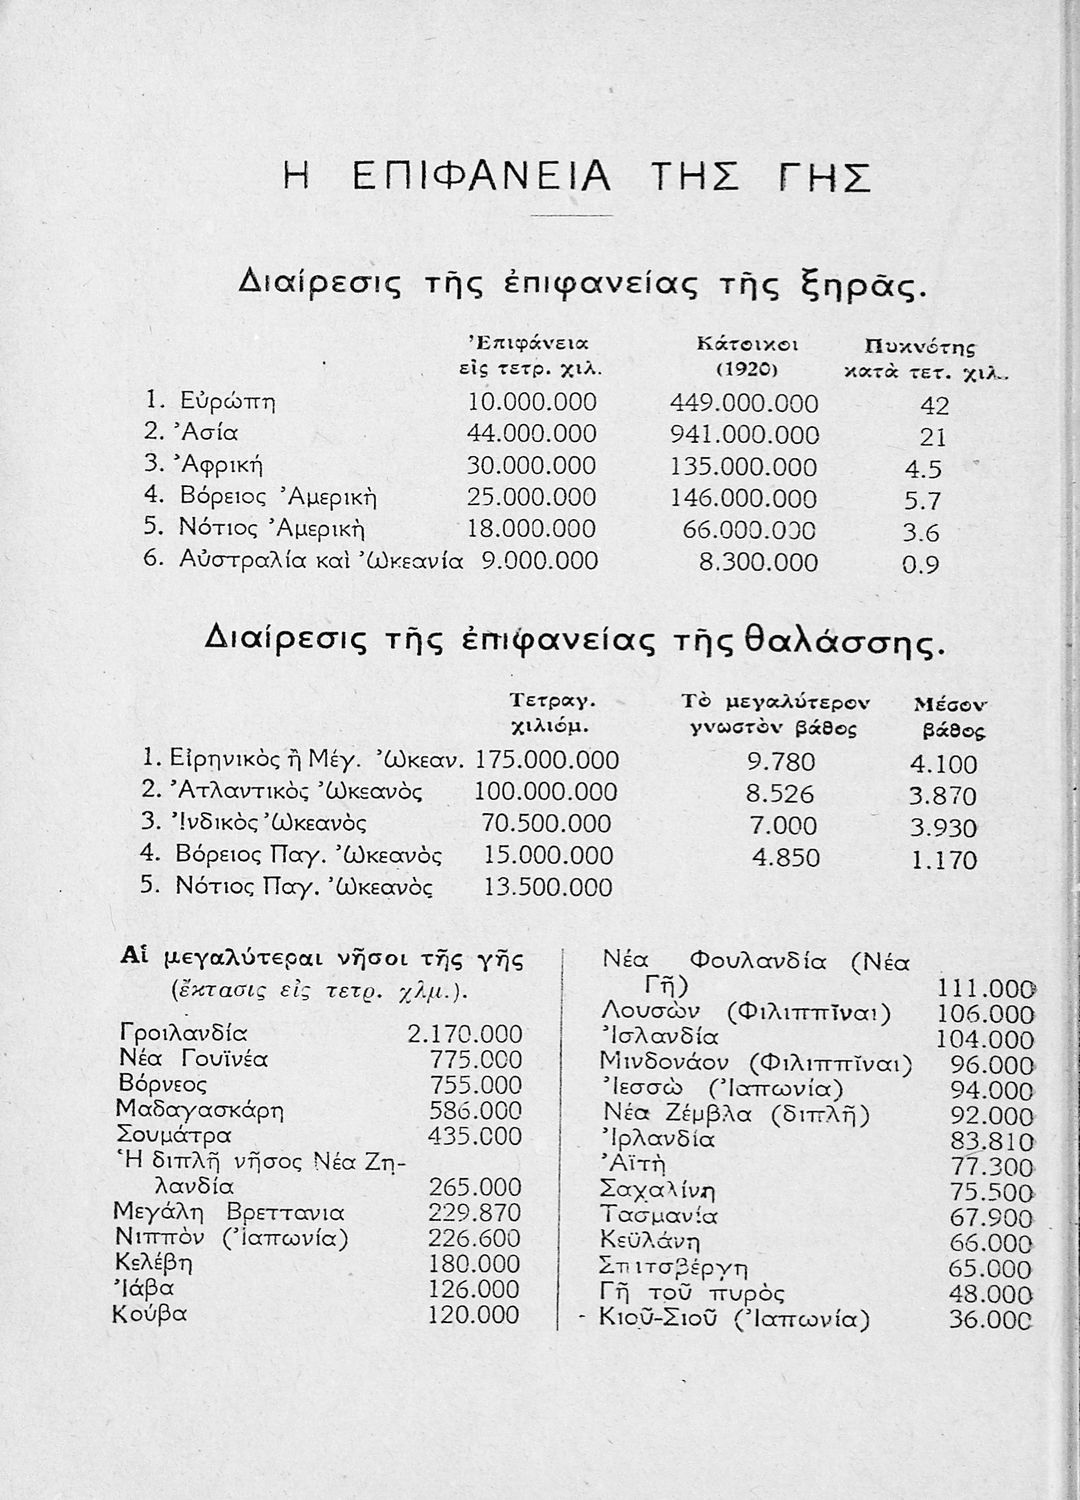 Η ΕΠΙΦΑΝΕΙΑ ΤΗΣ ΓΗΣ
Διαίρεσις τῆς ἐπιφανείας τῆς ξηρᾶς.
Ἐπιφάνεια Κάτοικοι Πυκνότης
εἰς τετρ. χιλ. (1920) κατὰ τετ. χιλ.
1. Εὐρώπη 10.000.000 449.000.000 42
2. Ἀσία 44.000.000 941.000.000 21
3. Ἀφρική 30.000.000 135.000.000 4.5
4. Βόρειος Ἀμερικὴ 25.000.000 146.000.000 5.7
5. Νότιος Ἀμερικὴ 18.000.000 66.000.000 3.6
6. Αὐστραλία καὶ Ὠκεανία 9.000.000 8.300.000 0.9
Διαίρεσις τῆς ἐπιφανείας τῆς θαλάσσης.
Τετραγ. Τὸ μεγαλύτερον Μέσον
χιλιόμ. γνωστὸν βάθος βάθος
1. Εἰρηνικὸς ἢ Μέγ. Ὠκεαν. 175.000.000 9.780 4.100
2. Ἀτλαντικὸς Ὠκεανὸς 100.000.000 8.526 3.870
3. Ἰνδικὸς Ὠκεανὸς 70.500.000 7.000 3.930
4. Βόρειος Παγ. Ὠκεανὸς 15.000.000 4.850 1.170
5. Νότιος Παγ. Ὠκεανὸς 13.500.000
Αἱ μεγαλύτεραι νῆσοι τῆς γῆς
(ἔκτασις εἰς τετρ. χλμ.).
Γροιλανδία 2.170.000
Νέα Γουϊνέα 775.000
Βόρνεος 755.000
Μαδαγασκάρη 586.000
Σουμάτρα 435.000
Ἡ διπλῆ νῆσος Νέα Ζη-
λανδία 265.000
Μεγάλη Βρεττανια 229.870
Νιππὸν (Ἰαπωνία) 226.600
Κελέβη 180.000
Ἰάβα 126.000
Κούβα 120.000
Νέα Φουλανδία (Νέα
Γῆ) 111.000
Λουσὼν (Φιλιππῖναι) 106.000
Ἰσλανδία 104.000
Μινδονάον (Φιλιππῖναι) 96.000
Ἰεσσὼ (Ἰαπωνία) 94.000
Νέα Ζέμβλα (διπλῆ) 92.000
Ἰρλανδία 83.810
Ἀϊτὴ 77.300
Σαχαλίνη 75.500
Τασμανία 67.900
Κεϋλάνη 66.000
Σπιτσβέργη 65.000
Γῆ τοῦ πυρὸς 48.000
Κιοῦ-Σιοῦ (Ἰαπωνία) 36.000